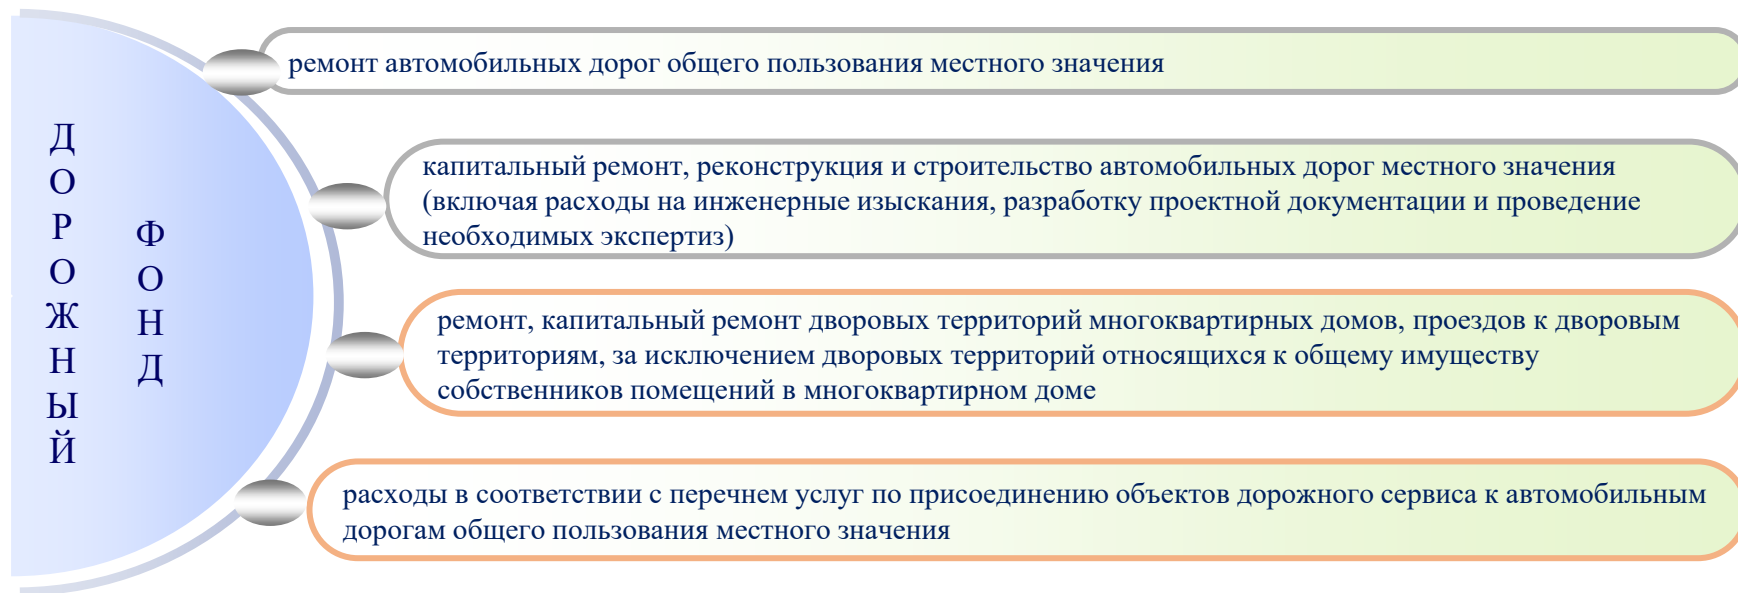 ДОРОЖНЫЙ
ФОНД
ремонт автомобильных дорог общего пользования местного значения
капитальный ремонт, реконструкция и строительство автомобильных дорог местного значения
(включая расходы на инженерные изыскания, разработку проектной документации и проведение
необходимых экспертиз)
ремонт, капитальный ремонт дворовых территорий многоквартирных домов, проездов к дворовым
территориям, за исключением дворовых территорий относящихся к общему имуществу
собственников помещений в многоквартирном доме
расходы в соответствии с перечнем услуг по присоединению объектов дорожного сервиса к автомобильным
дорогам общего пользования местного значения